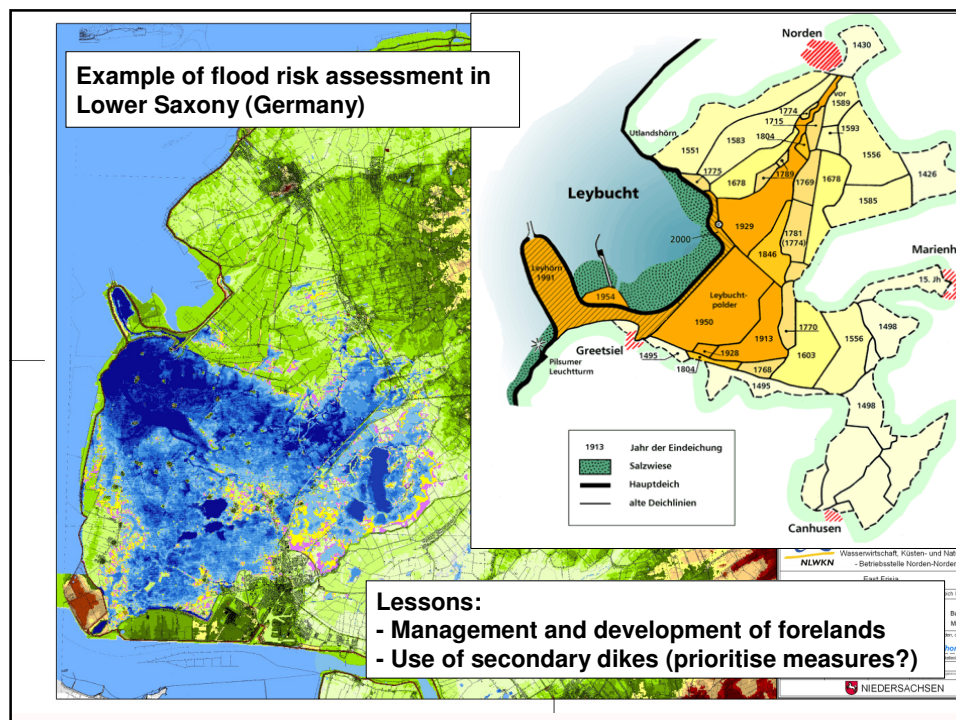 Example of flood risk assessment in
Lower Saxony (Germany)
Norden
1430
vor
1589
1774
1715
1804
1593
Utlandshörn
1583
1551
1556
1775
1789
1678
1769
1678
1426
1585
Leybucht
1929
1781
(1774)
2000
1846
Marienh
15. Jh.
Leyhörn
1991
1954
Leybucht-
polder
1950
1913
1770
1556
1498
1603
Greetsiel
Pilsumer
Leuchtturm
1495
1928
1804
1768
1495
1498
1913 Jahr der Eindeichung
Salzwiese
Hauptdeich
alte Deichlinien
Canhusen
NLWKN
Wasserwirtschaft, Küsten- und Natu
- Betriebsstelle Norden-Norder
East Frisia
Lessons:
- Management and development of forelands
- Use of secondary dikes (prioritise measures?)
NIEDERSACHSEN